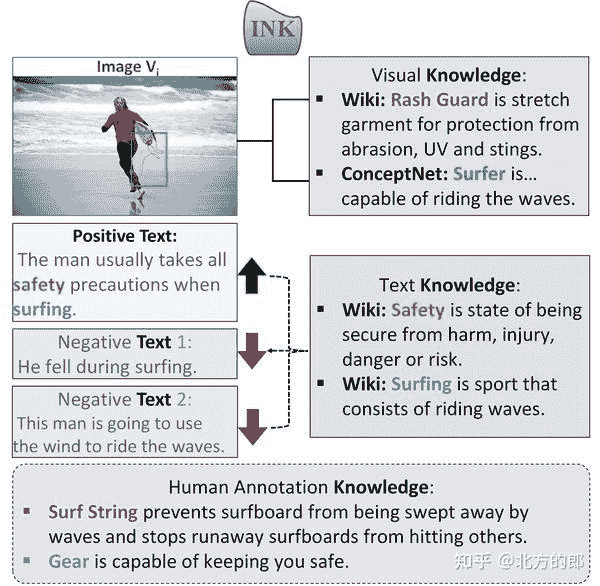 INK
Image Vi
Visual Knowledge:
▪ Wiki: Rash Guard is stretch
garment for protection from
abrasion, UV and stings.
▪ ConceptNet: Surfer is...
capable of riding the waves.
Positive Text:
The man usually takes all
safety precautions when
surfing.
Negative Text 1:
He fell during surfing.
Negative Text 2:
This man is going to use
the wind to ride the waves.
Text Knowledge:
▪ Wiki: Safety is state of being
secure from harm, injury,
danger or risk.
▪ Wiki: Surfing is sport that
consists of riding waves.
Human Annotation Knowledge:
▪ Surf String prevents surfboard from being swept away by
waves and stops runaway surfboards from hitting others.
▪ Gear is capable of keeping you safe.
知乎 @北方的郎